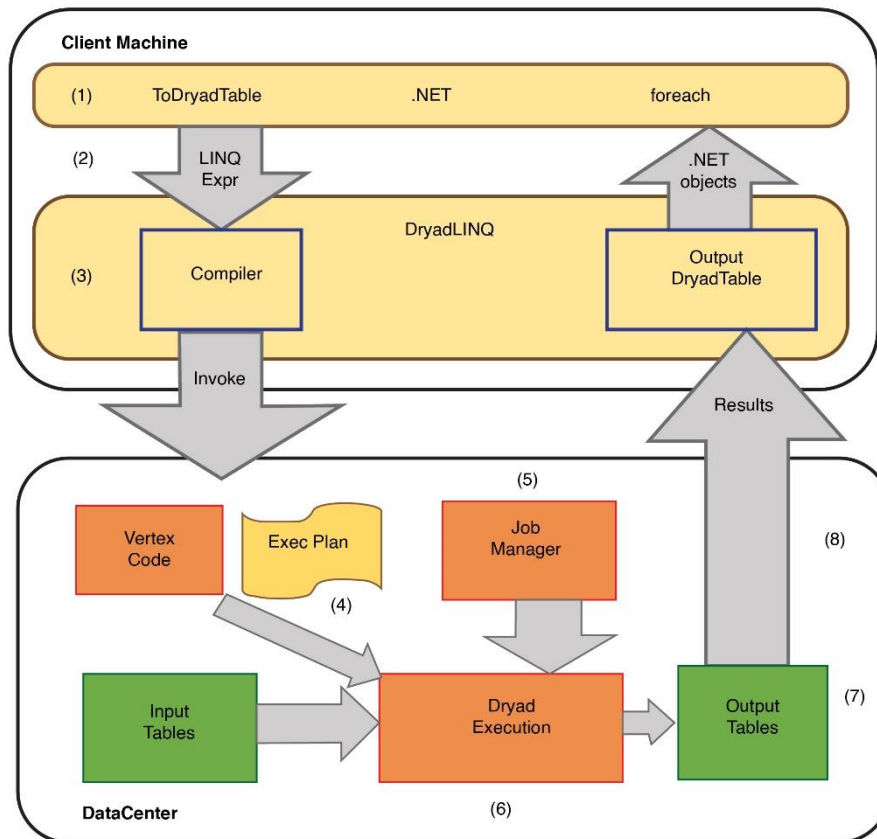 Client Machine
(1) ToDryadTable .NET foreach
(2)
LINQ
Expr
.NET
objects
DryadLINQ
(3)
Compiler
Output
DryadTable
Invoke
Results
(5)
Vertex
Code
Exec Plan
Job
Manager
(8)
(4)
Input
Tables
Dryad
Execution
Output
Tables
(7)
(6)
DataCenter